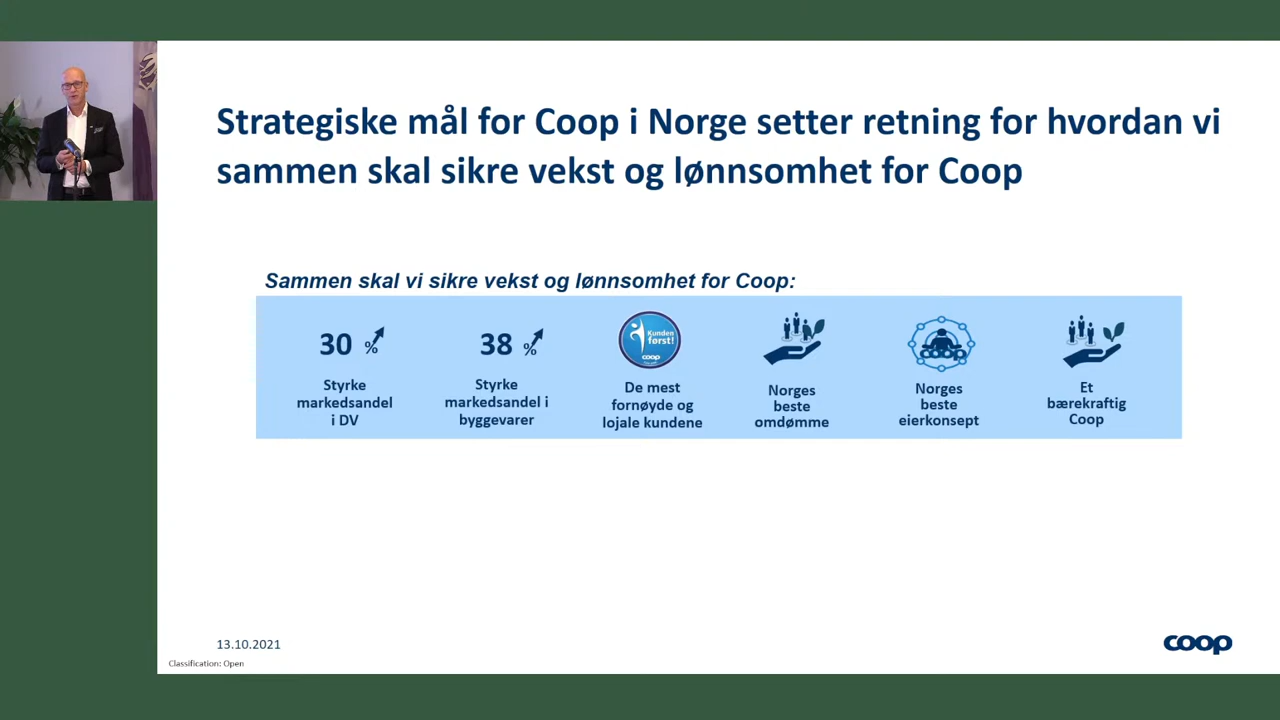 Strategiske mål for Coop i Norge setter retning for hvordan vi
sammen skal sikre vekst og lønnsomhet for Coop
Sammen skal vi sikre vekst og lønnsomhet for Coop:
30 %
Styrke
markedsandel
i DV
38 %
Styrke
markedsandel i
byggevarer
Kunden
først!
coop
De mest
fornøyde og
lojale kundene
Norges
beste
omdømme
coop
Norges
beste
eierkonsept
Et
bærekraftig
Coop
13.10.2021
coop
Classification: Open